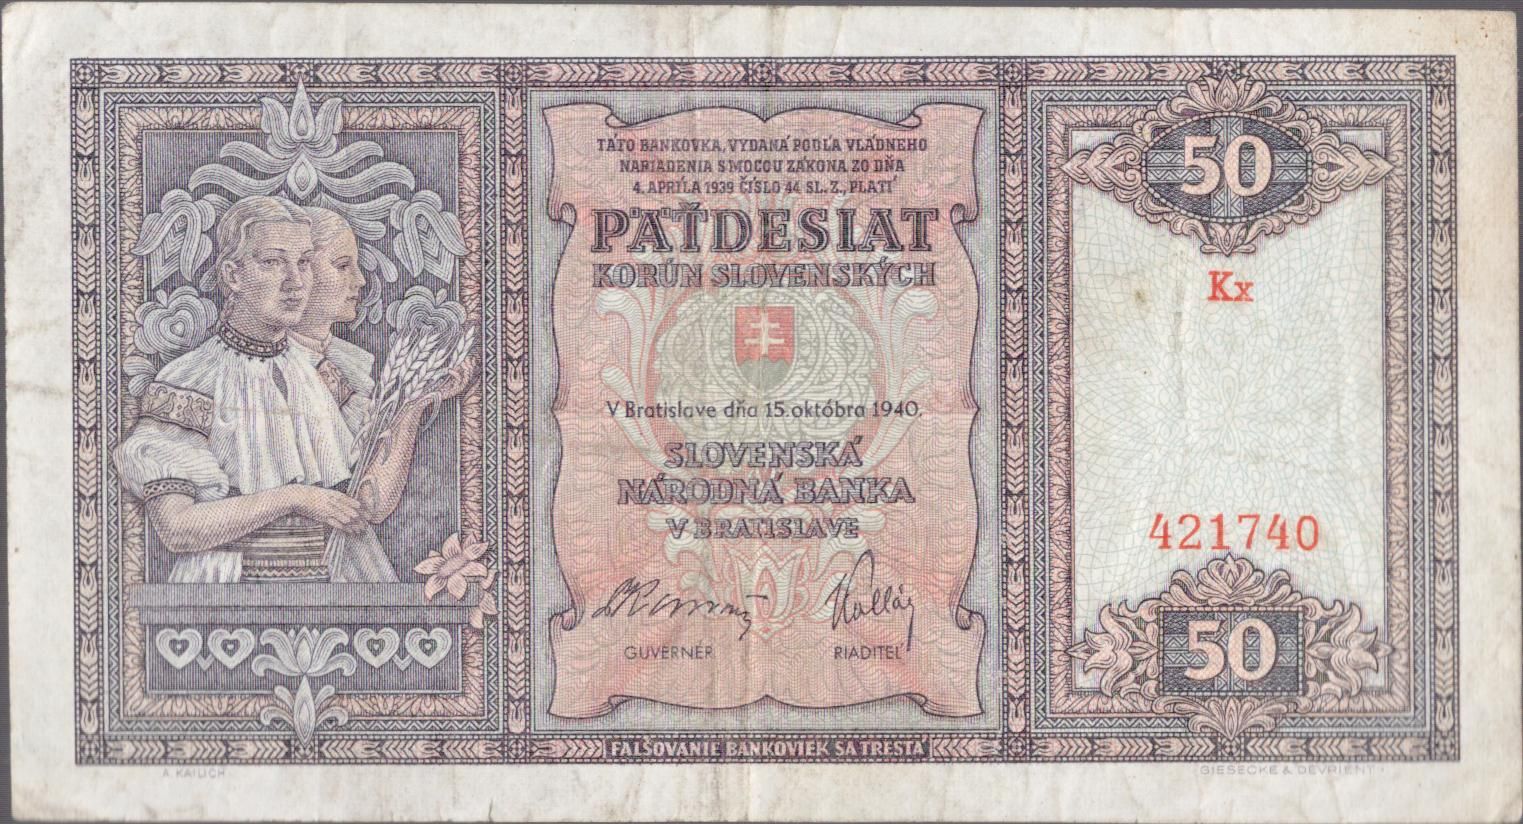 TÁTO BANKOVKA, VYDANÁ PODĽA VLÁDNEHO
NARIADENIA S MOCOU ZÁKONA ZO DŇA
4. APRÍLA 1939 ČÍSLO 44 SL. Z., PLATÍ
PÄŤDESIAT
KORÚN SLOVENSKÝCH
V Bratislave dňa 15. októbra 1940.
SLOVENSKÁ
NÁRODNÁ BANKA
V BRATISLAVE
GUVERNÉR
RIADITEĽ
FALŠOVANIE BANKOVIEK SA TRESTÁ
50
Kx
421740
50
A. KAILICH
GIESECKE & DEVRIENT